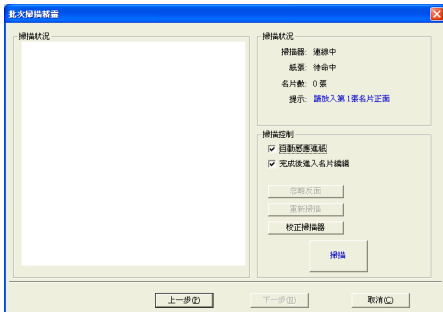 批次掃描精靈
掃描狀況
掃描狀況
掃描器: 連線中
紙張: 待命中
名片數: 0 張
提示: 請放入第1張名片正面
掃描控制
自動感應進紙
完成後進入名片編輯
忽略反面
重新掃描
校正掃描器
掃描
上一步(P)
下一步(N)
取消(C)